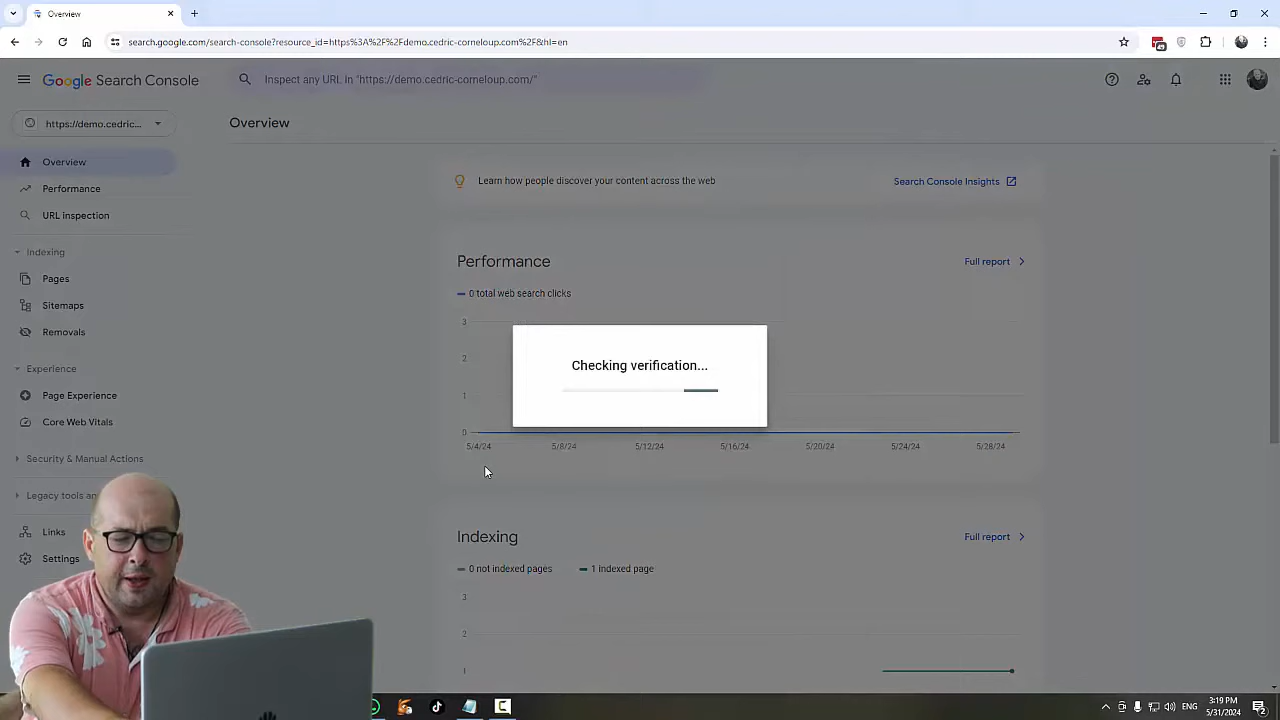 Overview
search.google.com/search-console?resource_id=https%3A%2F%2Fdemo.cedric-corneloup.com%2F&hl=en
Google Search Console
Inspect any URL in "https://demo.cedric-corneloup.com/"
https://demo.cedric...
Overview
Overview
Performance
URL inspection
Indexing
Pages
Sitemaps
Removals
Experience
Page Experience
Core Web Vitals
Security & Manual Actions
Legacy tools an
Links
Settings
Learn how people discover your content across the web
Search Console Insights
Performance
Full report
0 total web search clicks
3
2
1
0
5/4/24
5/8/24
5/12/24
5/16/24
5/20/24
5/24/24
5/28/24
Checking verification...
Indexing
Full report
0 not indexed pages
1 indexed page
3
2
1
ENG
3:19 PM
5/31/2024
2